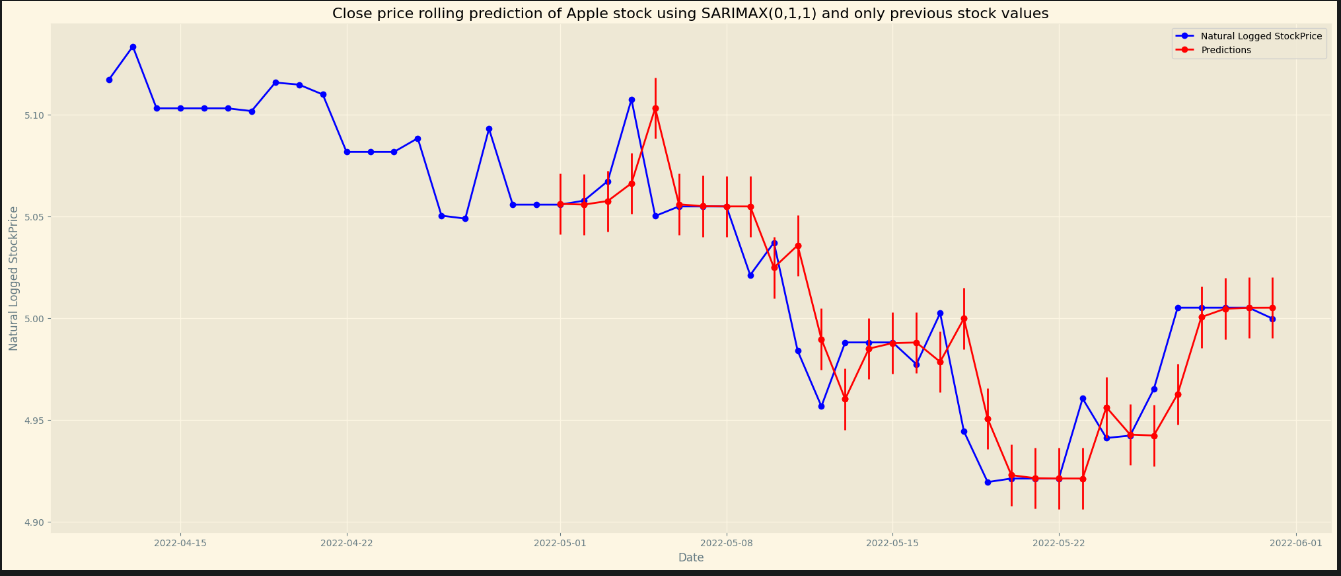 Close price rolling prediction of Apple stock using SARIMAX(0,1,1) and only previous stock values
Natural Logged StockPrice
Predictions
5.10
5.05
5.00
4.95
4.90
Natural Logged StockPrice
2022-04-15
2022-04-22
2022-05-01
2022-05-08
2022-05-15
2022-05-22
2022-06-01
Date